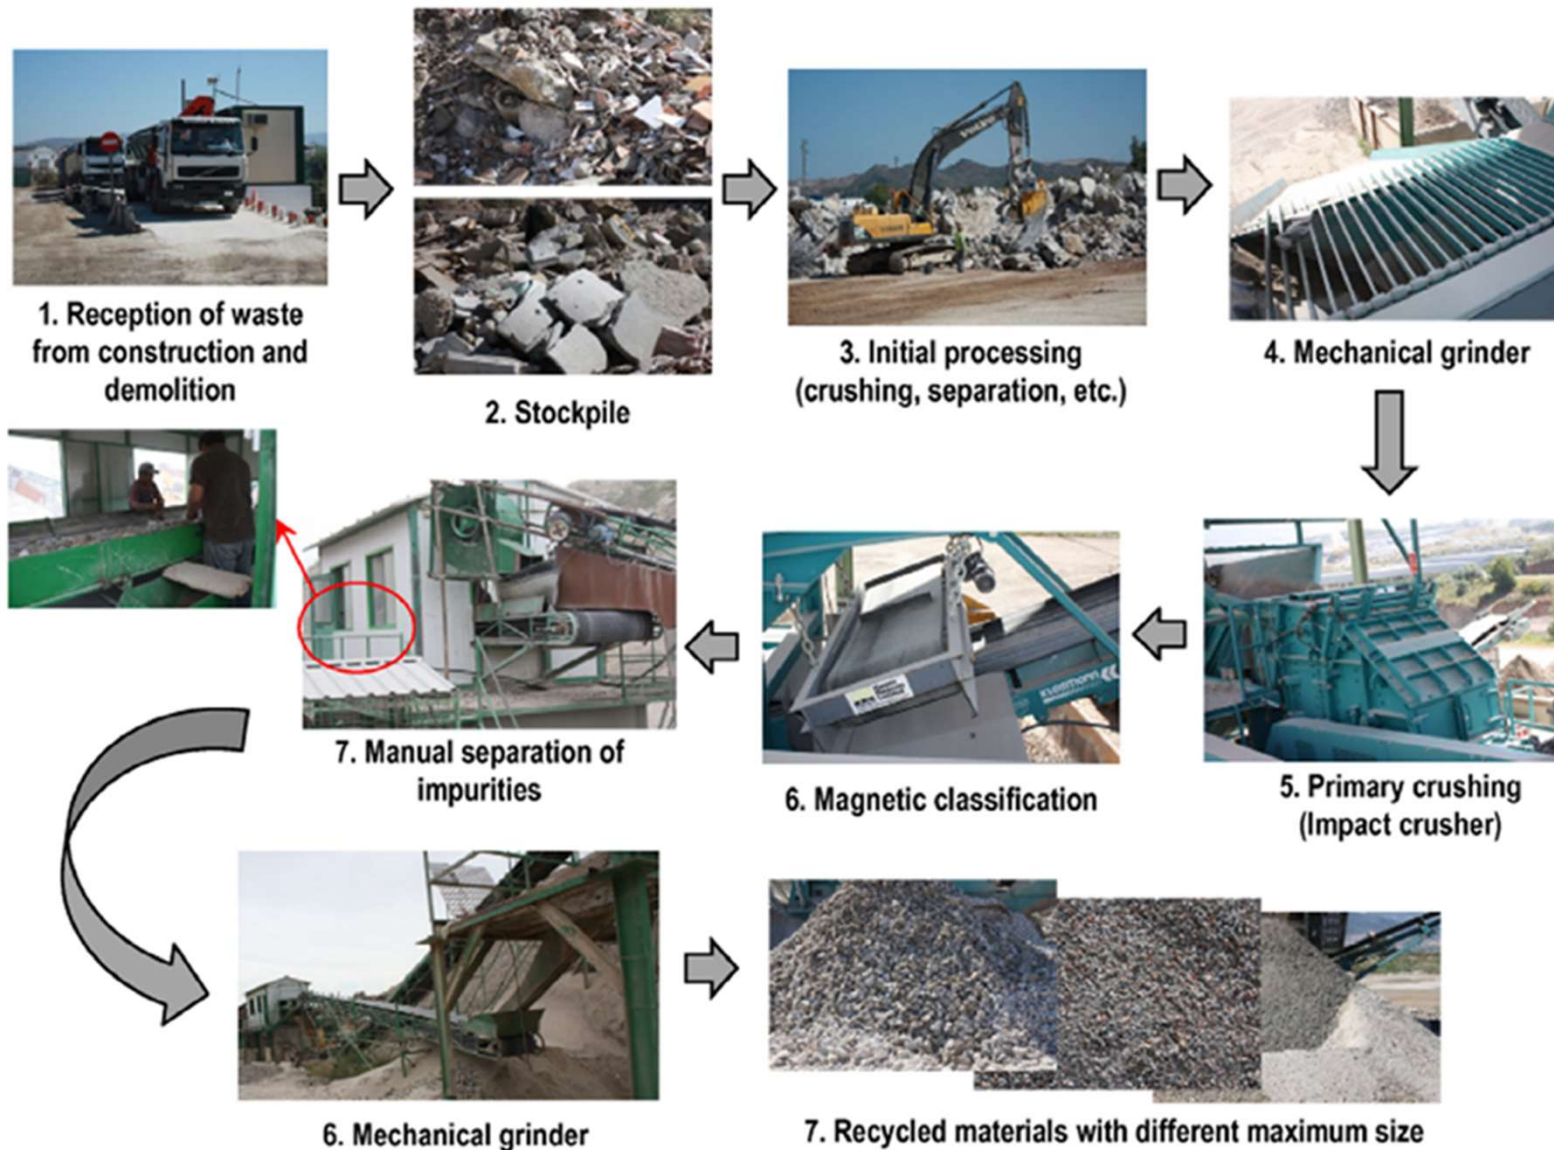 1. Reception of waste
from construction and
demolition
2. Stockpile
3. Initial processing
(crushing, separation, etc.)
4. Mechanical grinder
5. Primary crushing
(Impact crusher)
6. Magnetic classification
7. Manual separation of
impurities
6. Mechanical grinder
7. Recycled materials with different maximum size